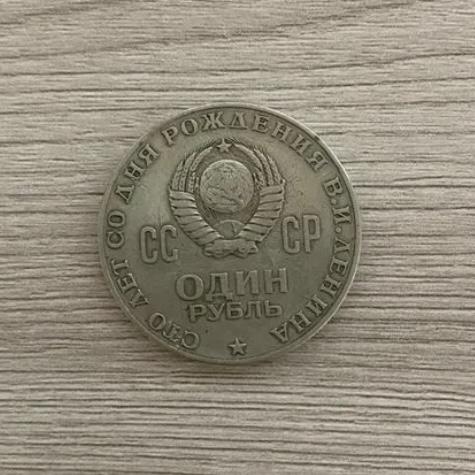 СТО ЛЕТ СО ДНЯ РОЖДЕНИЯ В.И.ЛЕНИНА
СС СР
ОДИН
РУБЛЬ